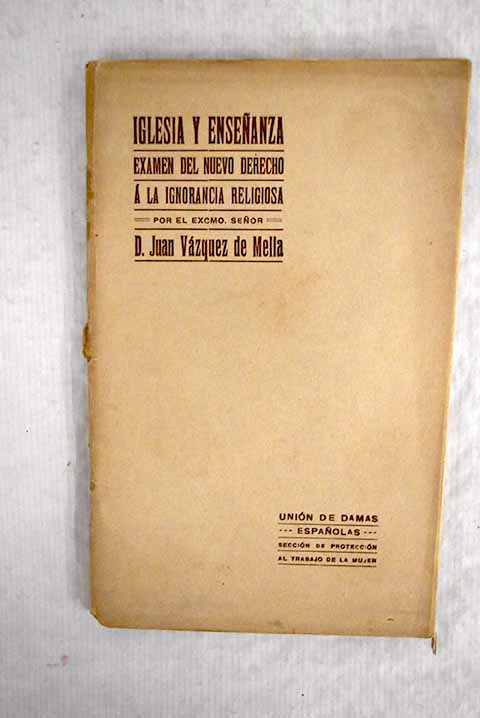 IGLESIA Y ENSEÑANZA
EXAMEN DEL NUEVO DERECHO
Á LA IGNORANCIA RELIGIOSA
POR EL EXCMO. SEÑOR
D. Juan Vázquez de Mella
UNIÓN DE DAMAS
--- ESPAÑOLAS ---
SECCIÓN DE PROTECCIÓN
AL TRABAJO DE LA MUJER